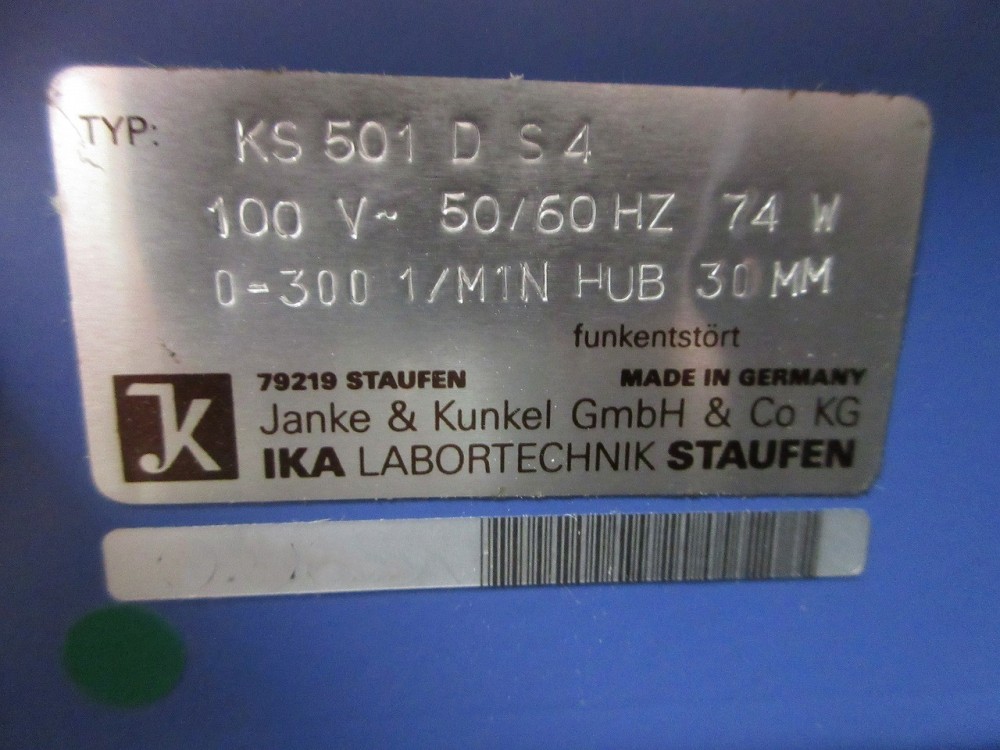 TYP: KS 501 D S 4
100 V~ 50/60 HZ 74 W
0-300 1/MIN HUB 30 MM
funkentstört
79219 STAUFEN MADE IN GERMANY
JK Janke & Kunkel GmbH & Co KG
IKA LABORTECHNIK STAUFEN